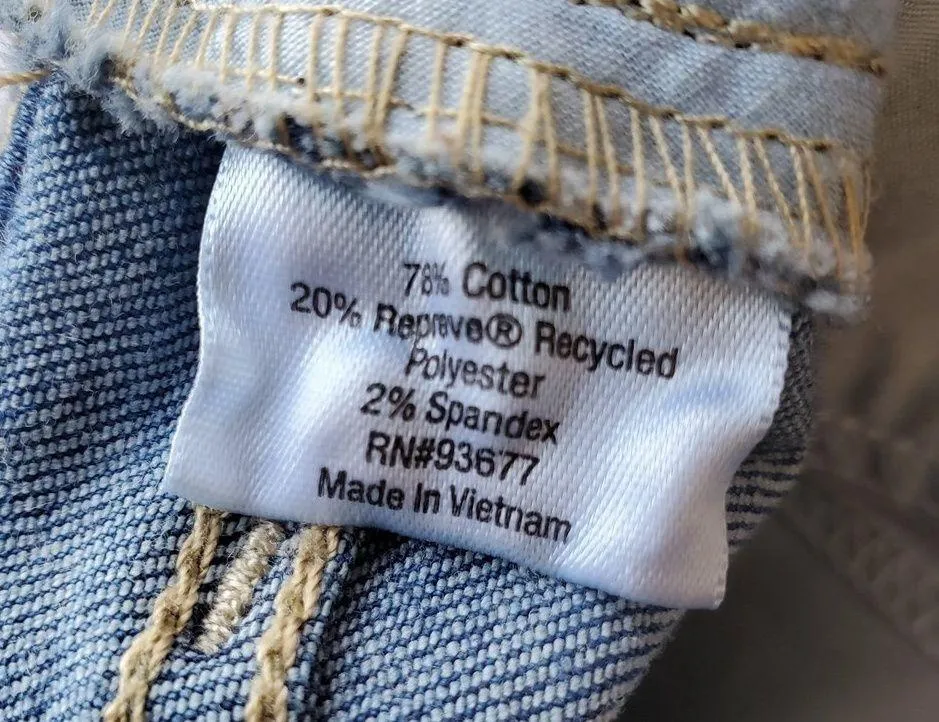 78% Cotton
20% Repreve® Recycled
Polyester
2% Spandex
RN#93677
Made In Vietnam